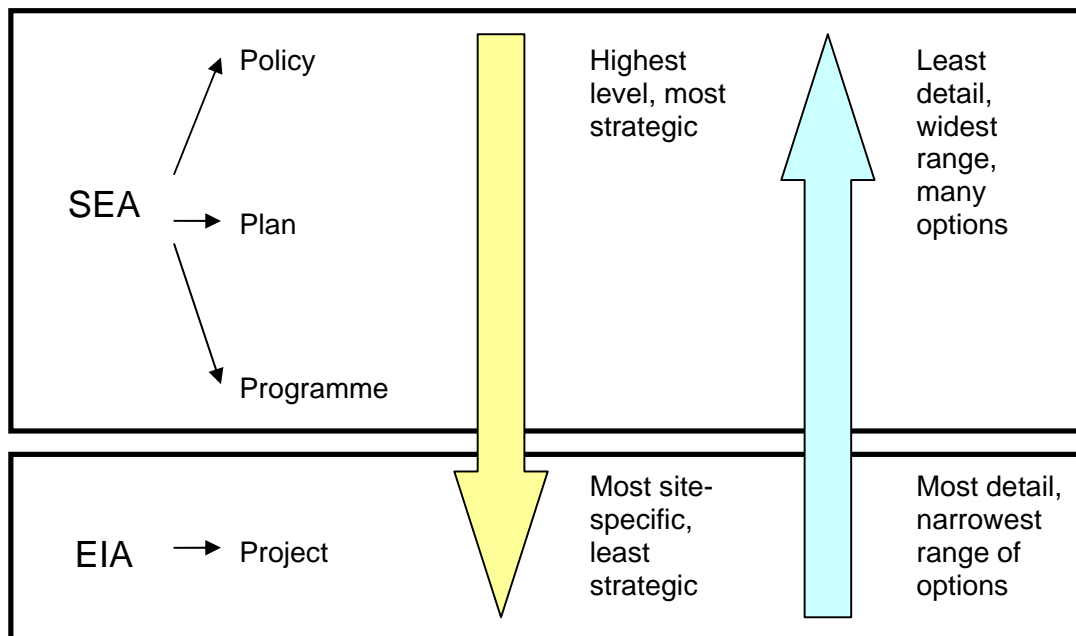 Policy
Highest
level, most
strategic
Least
detail,
widest
range,
many
options
SEA
Plan
Programme
Most site-
specific,
least
strategic
Most detail,
narrowest
range of
options
EIA
Project